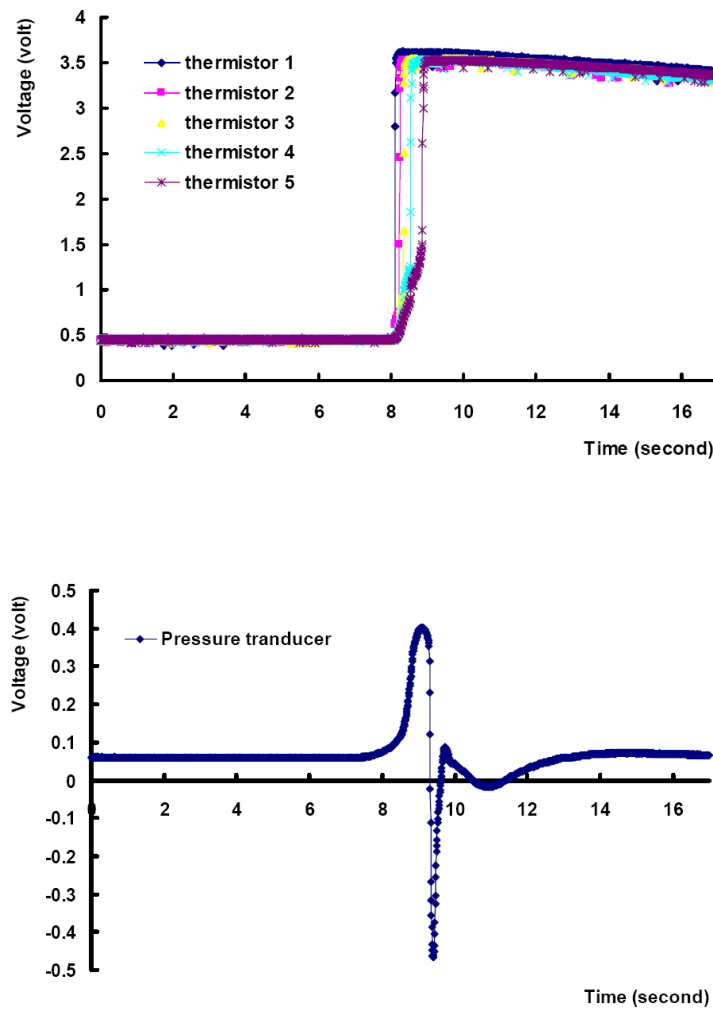 4
3.5
3
2.5
2
1.5
1
0.5
0
Voltage (volt)
thermistor 1
thermistor 2
thermistor 3
thermistor 4
thermistor 5
0 2 4 6 8 10 12 14 16
Time (second)
0.5
0.4
0.3
0.2
0.1
0
-0.1
-0.2
-0.3
-0.4
-0.5
Voltage (volt)
Pressure tranducer
0 2 4 6 8 10 12 14 16
Time (second)